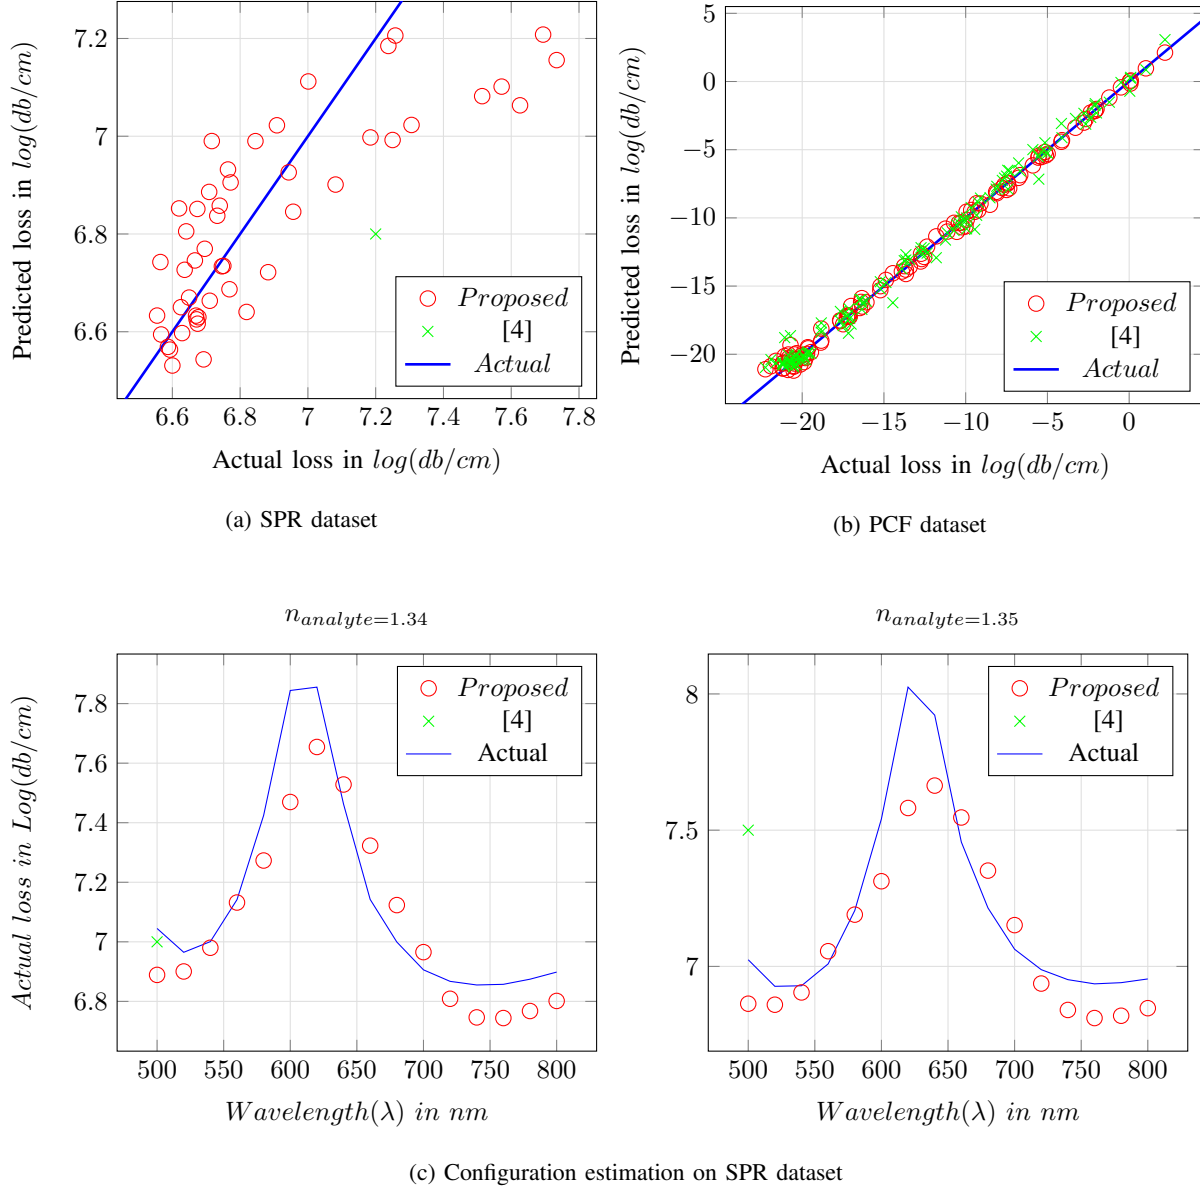 7.2
7
6.8
6.6
Predicted loss in log(db/cm)
Proposed
[4]
Actual
6.6 6.8 7 7.2 7.4 7.6 7.8
Actual loss in log(db/cm)
(a) SPR dataset
5
0
−5
−10
−15
−20
Predicted loss in log(db/cm)
Proposed
[4]
Actual
−20 −15 −10 −5 0
Actual loss in log(db/cm)
(b) PCF dataset
n_{analyte=1.34}
7.8
7.6
7.4
7.2
7
6.8
Actual loss in Log(db/cm)
Proposed
[4]
Actual
500 550 600 650 700 750 800
Wavelength(λ) in nm
n_{analyte=1.35}
8
7.5
7
Proposed
[4]
Actual
500 550 600 650 700 750 800
Wavelength(λ) in nm
(c) Configuration estimation on SPR dataset